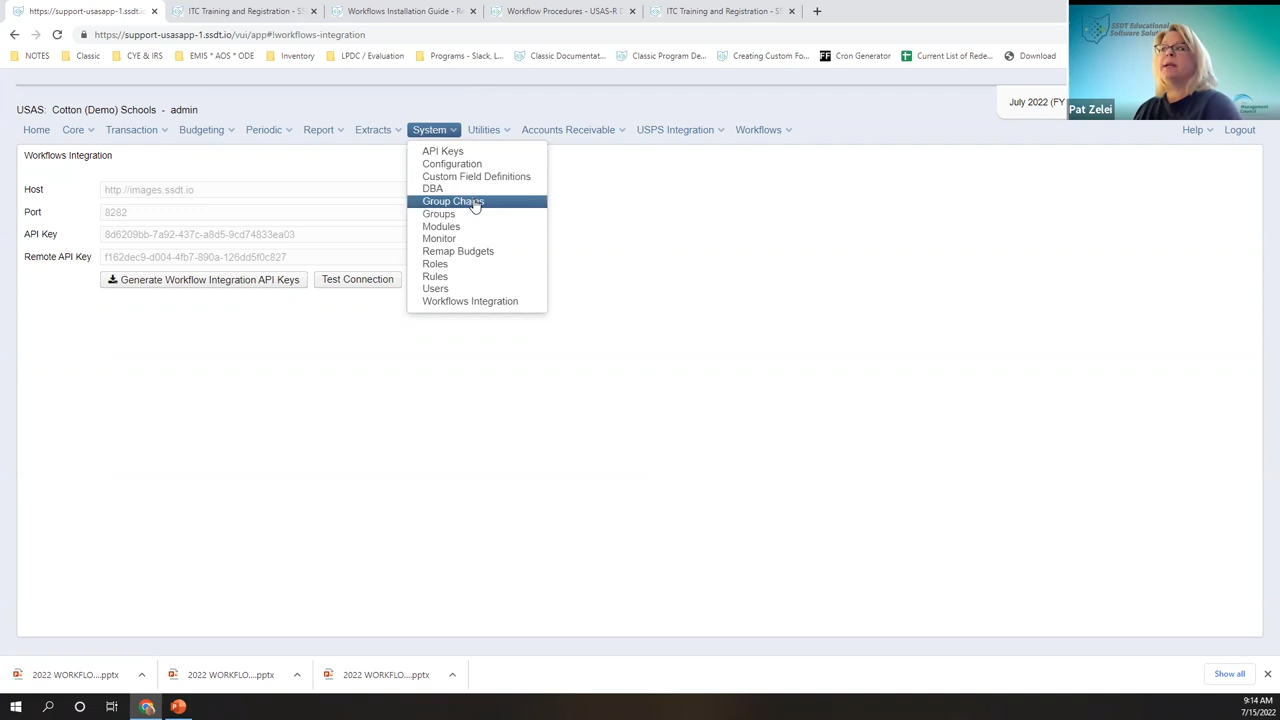 https://support-usasapp-1.ssdt.i
ITC Training and Registration - S
Workflows Installation Guide - R
Workflow Procedures - USAS-R D
ITC Training and Registration - S
https://support-usasapp-1.ssdt.io/vui/app#!workflows-integration
NOTES
Classic
CYE & IRS
EMIS * AOS * ODE
Inventory
LPDC / Evaluation
Programs - Slack, L...
Classic Documentat...
Classic Program De...
Creating Custom Fo...
FF Cron Generator
Current List of Rede...
Download
SSDT Educational
Software Solu
Management
Council
Pat Zelei
USAS: Cotton (Demo) Schools - admin
July 2022 (FY
Home
Core
Transaction
Budgeting
Periodic
Report
Extracts
System
Utilities
Accounts Receivable
USPS Integration
Workflows
Help
Logout
Workflows Integration
Host http://images.ssdt.io
Port 8282
API Key 8d6209bb-7a92-437c-a8d5-9cd74833ea03
Remote API Key f162dec9-d004-4fb7-890a-126dd5f0c827
Generate Workflow Integration API Keys
Test Connection
API Keys
Configuration
Custom Field Definitions
DBA
Group Chains
Groups
Modules
Monitor
Remap Budgets
Roles
Rules
Users
Workflows Integration
2022 WORKFLO....pptx
2022 WORKFLO....pptx
2022 WORKFLO....pptx
Show all
9:14 AM
7/15/2022